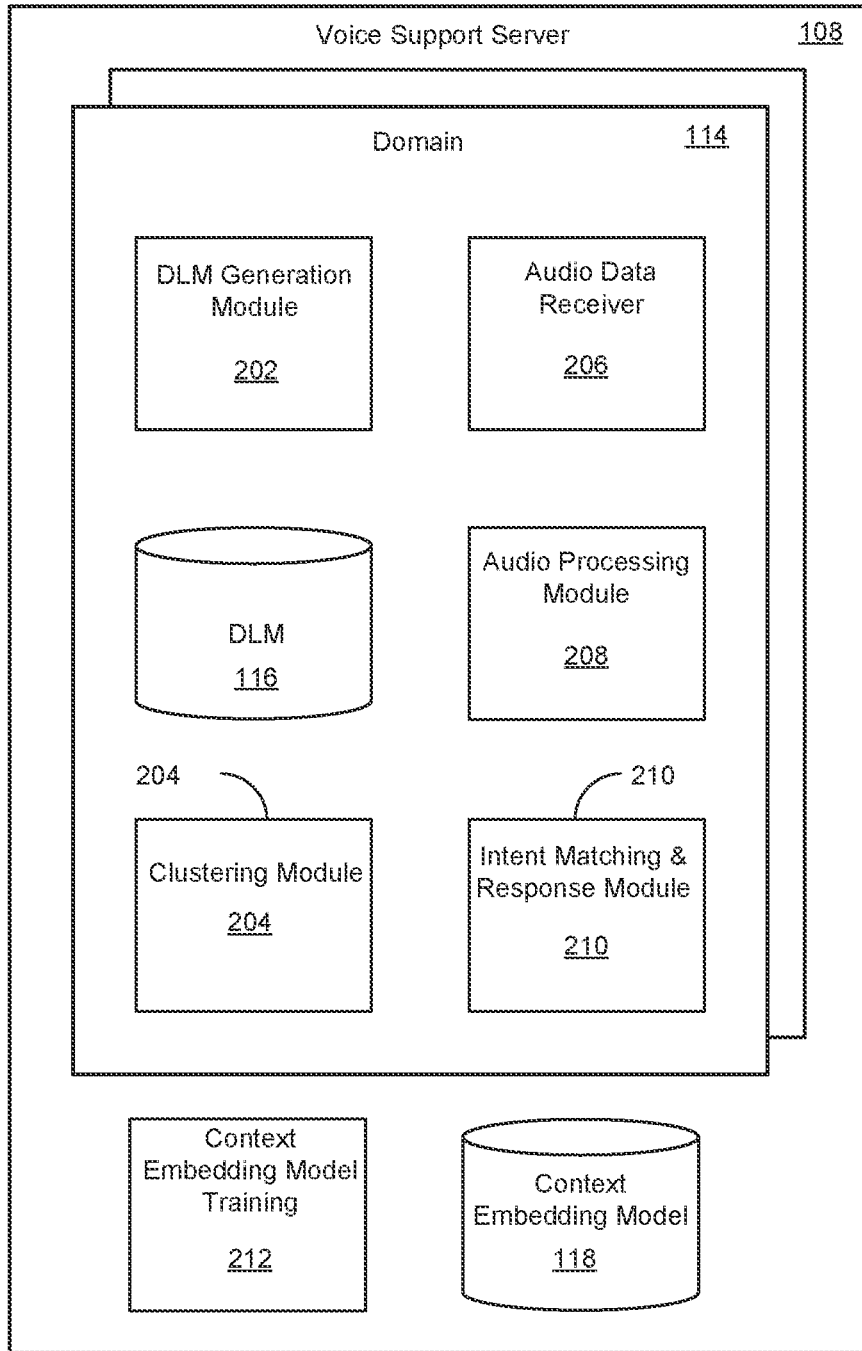 Voice Support Server 108
Domain 114
DLM Generation
Module
202
Audio Data
Receiver
206
DLM
116
Audio Processing
Module
208
204
210
Clustering Module
204
Intent Matching &
Response Module
210
Context
Embedding Model
Training
212
Context
Embedding Model
118